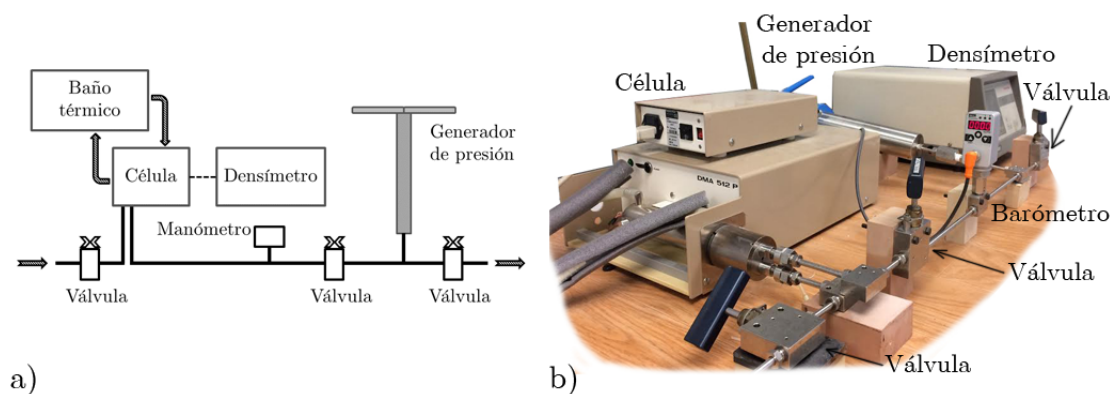 Baño
térmico
Célula
Densímetro
Manómetro
Generador
de presión
Válvula
Válvula
Válvula
a)
Generador
de presión
Densímetro
Célula
Válvula
DMA 512 P
Barómetro
Válvula
Válvula
b)